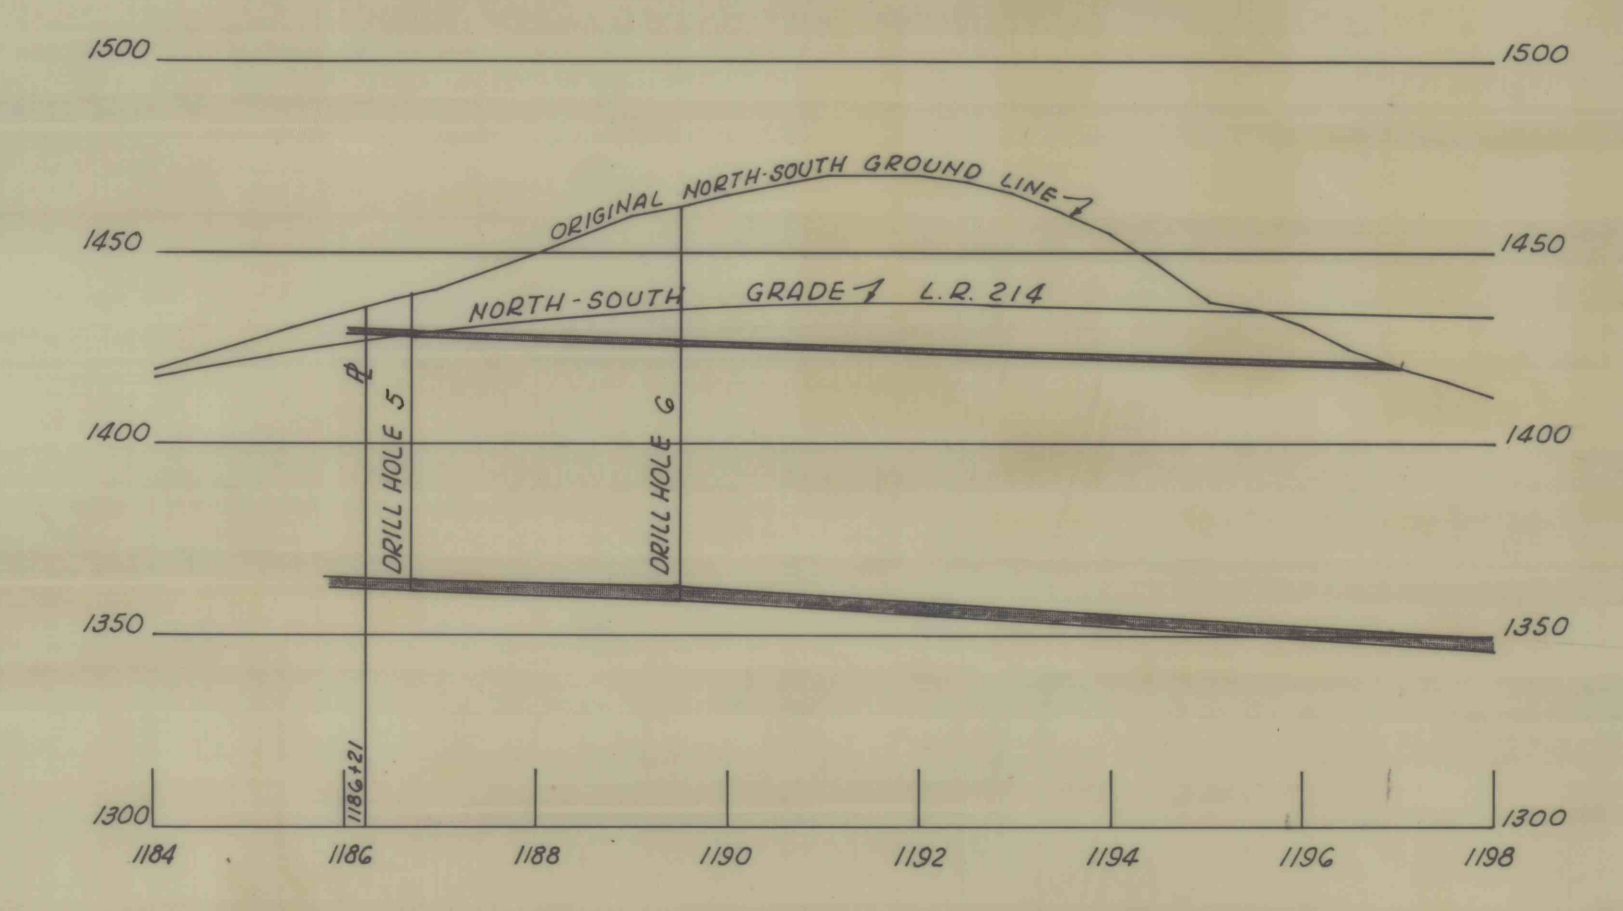 1500 1500
ORIGINAL NORTH-SOUTH GROUND LINE
1450 1450
NORTH-SOUTH GRADE L.R. 214
PL
DRILL HOLE 5
DRILL HOLE 6
1400 1400
1350 1350
1186+21
1300 1300
1184 1186 1188 1190 1192 1194 1196 1198